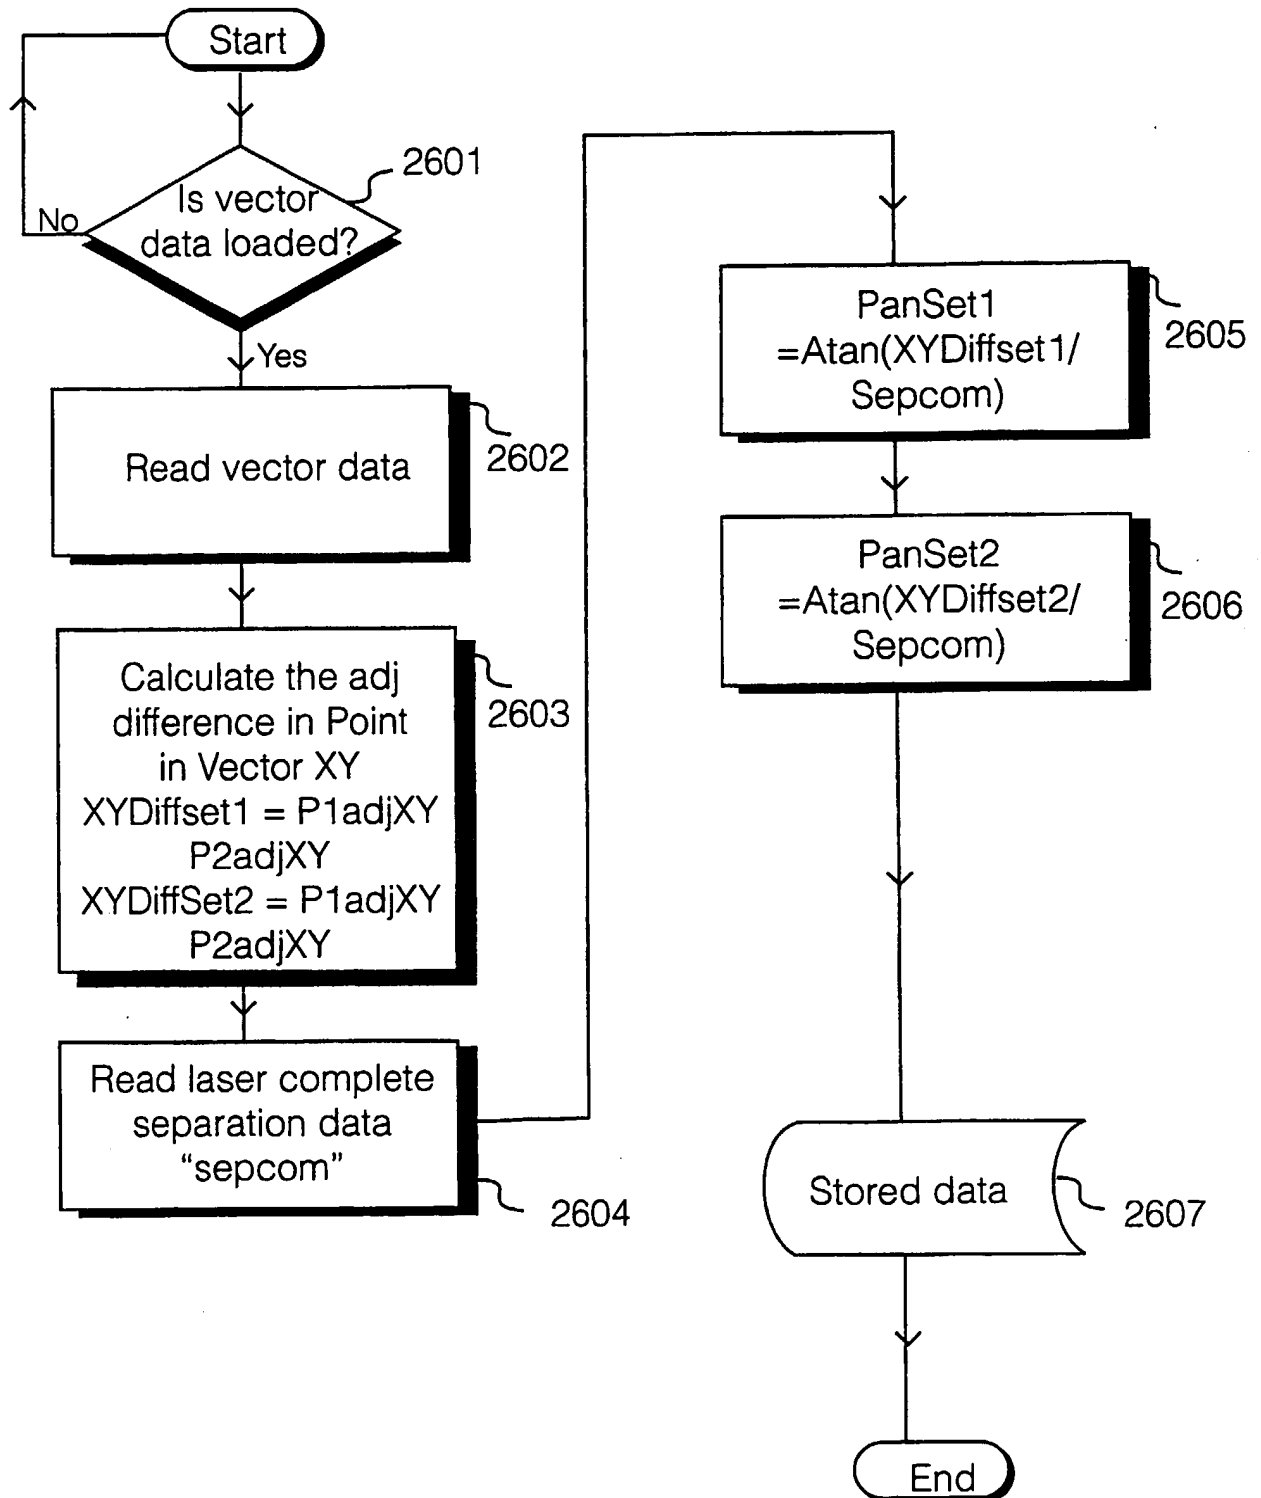 Start
2601
Is vector
data loaded?
No
Yes
Read vector data
2602
Calculate the adj
difference in Point
in Vector XY
XYDiffset1 = P1adjXY
P2adjXY
XYDiffSet2 = P1adjXY
P2adjXY
2603
Read laser complete
separation data
“sepcom”
2604
PanSet1
=Atan(XYDiffset1/
Sepcom)
2605
PanSet2
=Atan(XYDiffset2/
Sepcom)
2606
Stored data
2607
End